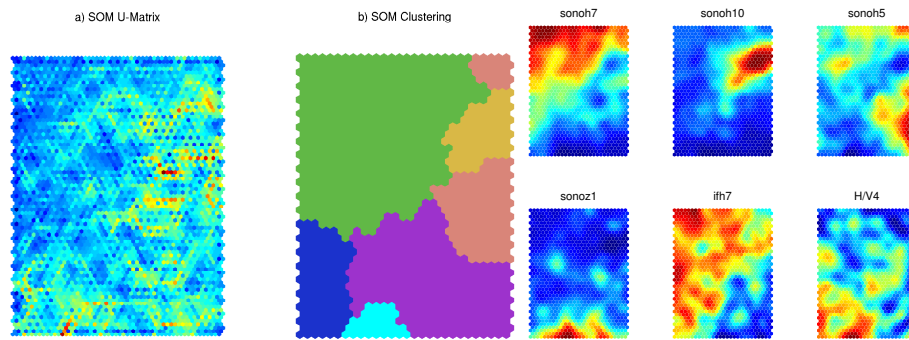 a) SOM U-Matrix
b) SOM Clustering
sonoh7
sonoh10
sonoh5
sonoz1
ifh7
H/V4